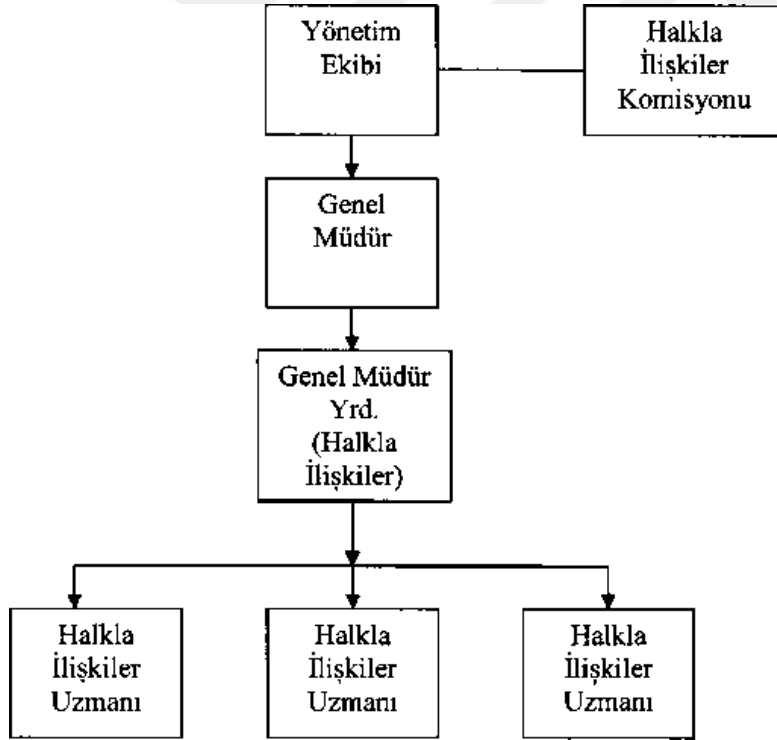 Yönetim
Ekibi
Halkla
İlişkiler
Komisyonu
Genel
Müdür
Genel Müdür
Yrd.
(Halkla
İlişkiler)
Halkla
İlişkiler
Uzmanı
Halkla
İlişkiler
Uzmanı
Halkla
İlişkiler
Uzmanı